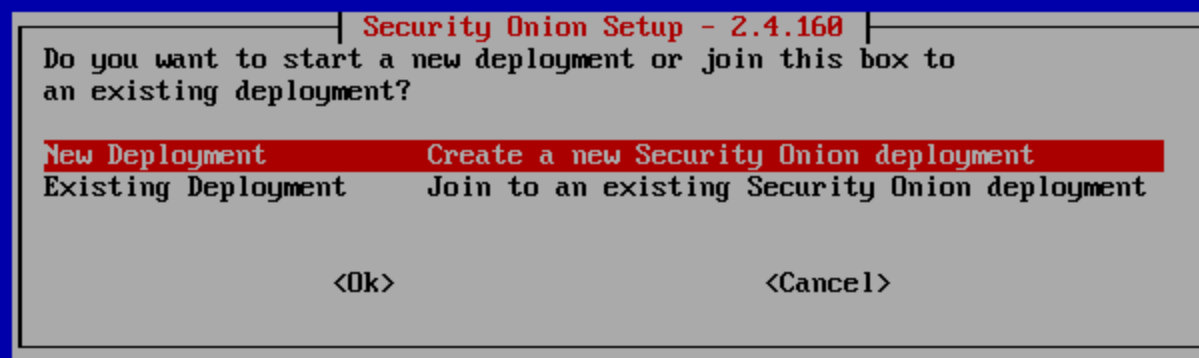 Security Onion Setup - 2.4.160
Do you want to start a new deployment or join this box to
an existing deployment?
New Deployment Create a new Security Onion deployment
Existing Deployment Join to an existing Security Onion deployment
<Ok> <Cancel>